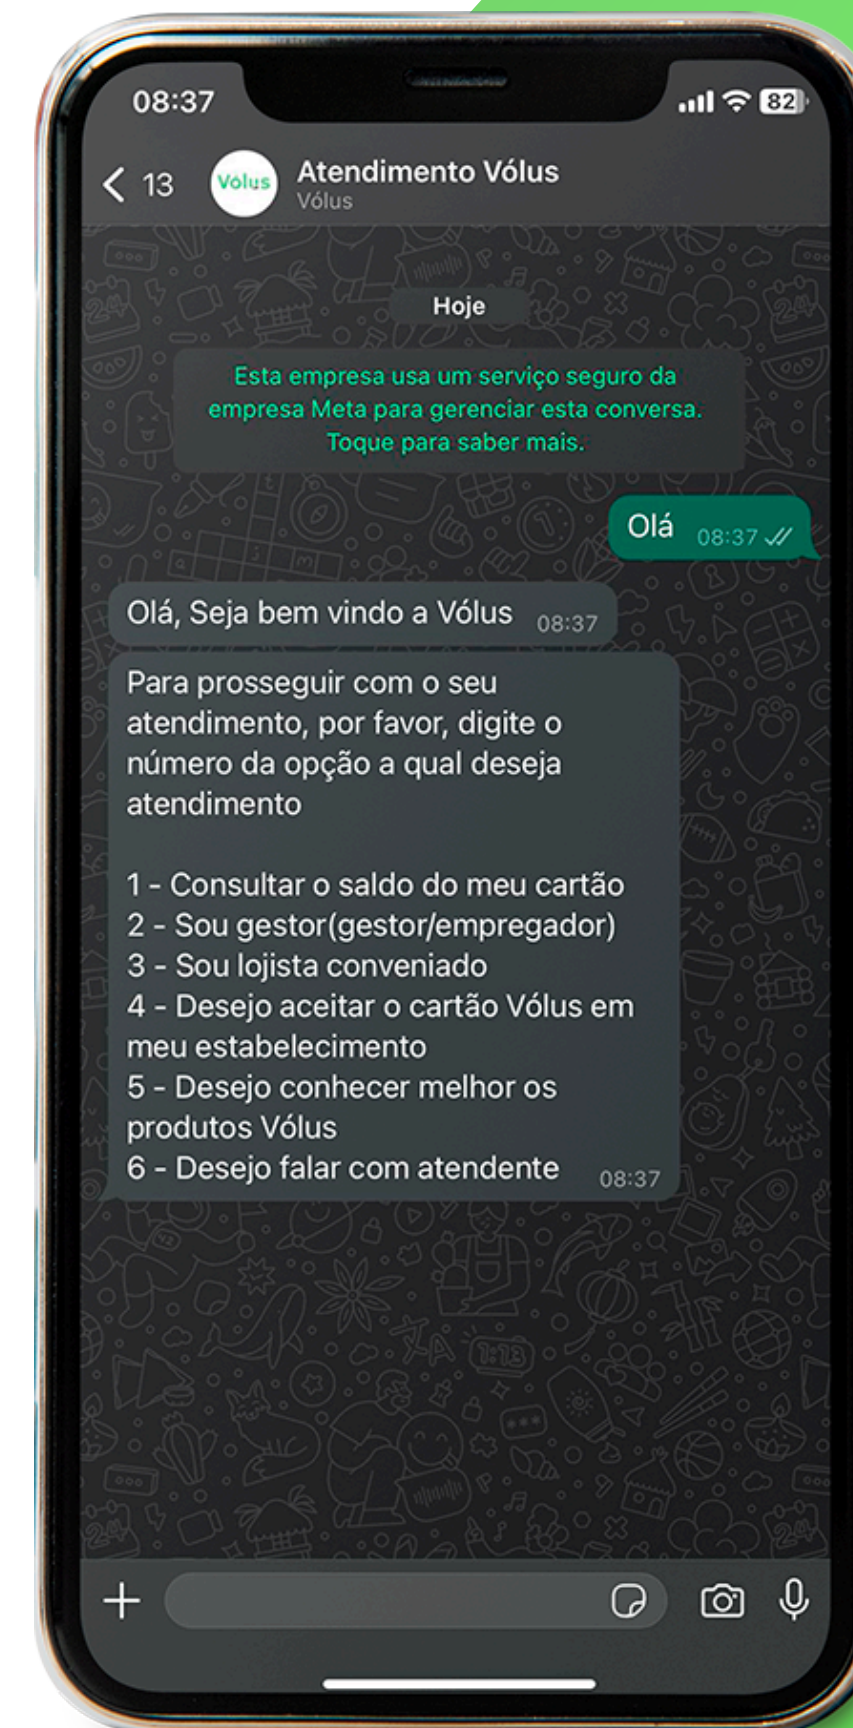 08:37
82
13
Vólus
Atendimento Vólus
Vólus
Hoje
Esta empresa usa um serviço seguro da
empresa Meta para gerenciar esta conversa.
Toque para saber mais.
Olá 08:37
Olá, Seja bem vindo a Vólus 08:37
Para prosseguir com o seu
atendimento, por favor, digite o
número da opção a qual deseja
atendimento
1 - Consultar o saldo do meu cartão
2 - Sou gestor(gestor/empregador)
3 - Sou lojista conveniado
4 - Desejo aceitar o cartão Vólus em
meu estabelecimento
5 - Desejo conhecer melhor os
produtos Vólus
6 - Desejo falar com atendente 08:37